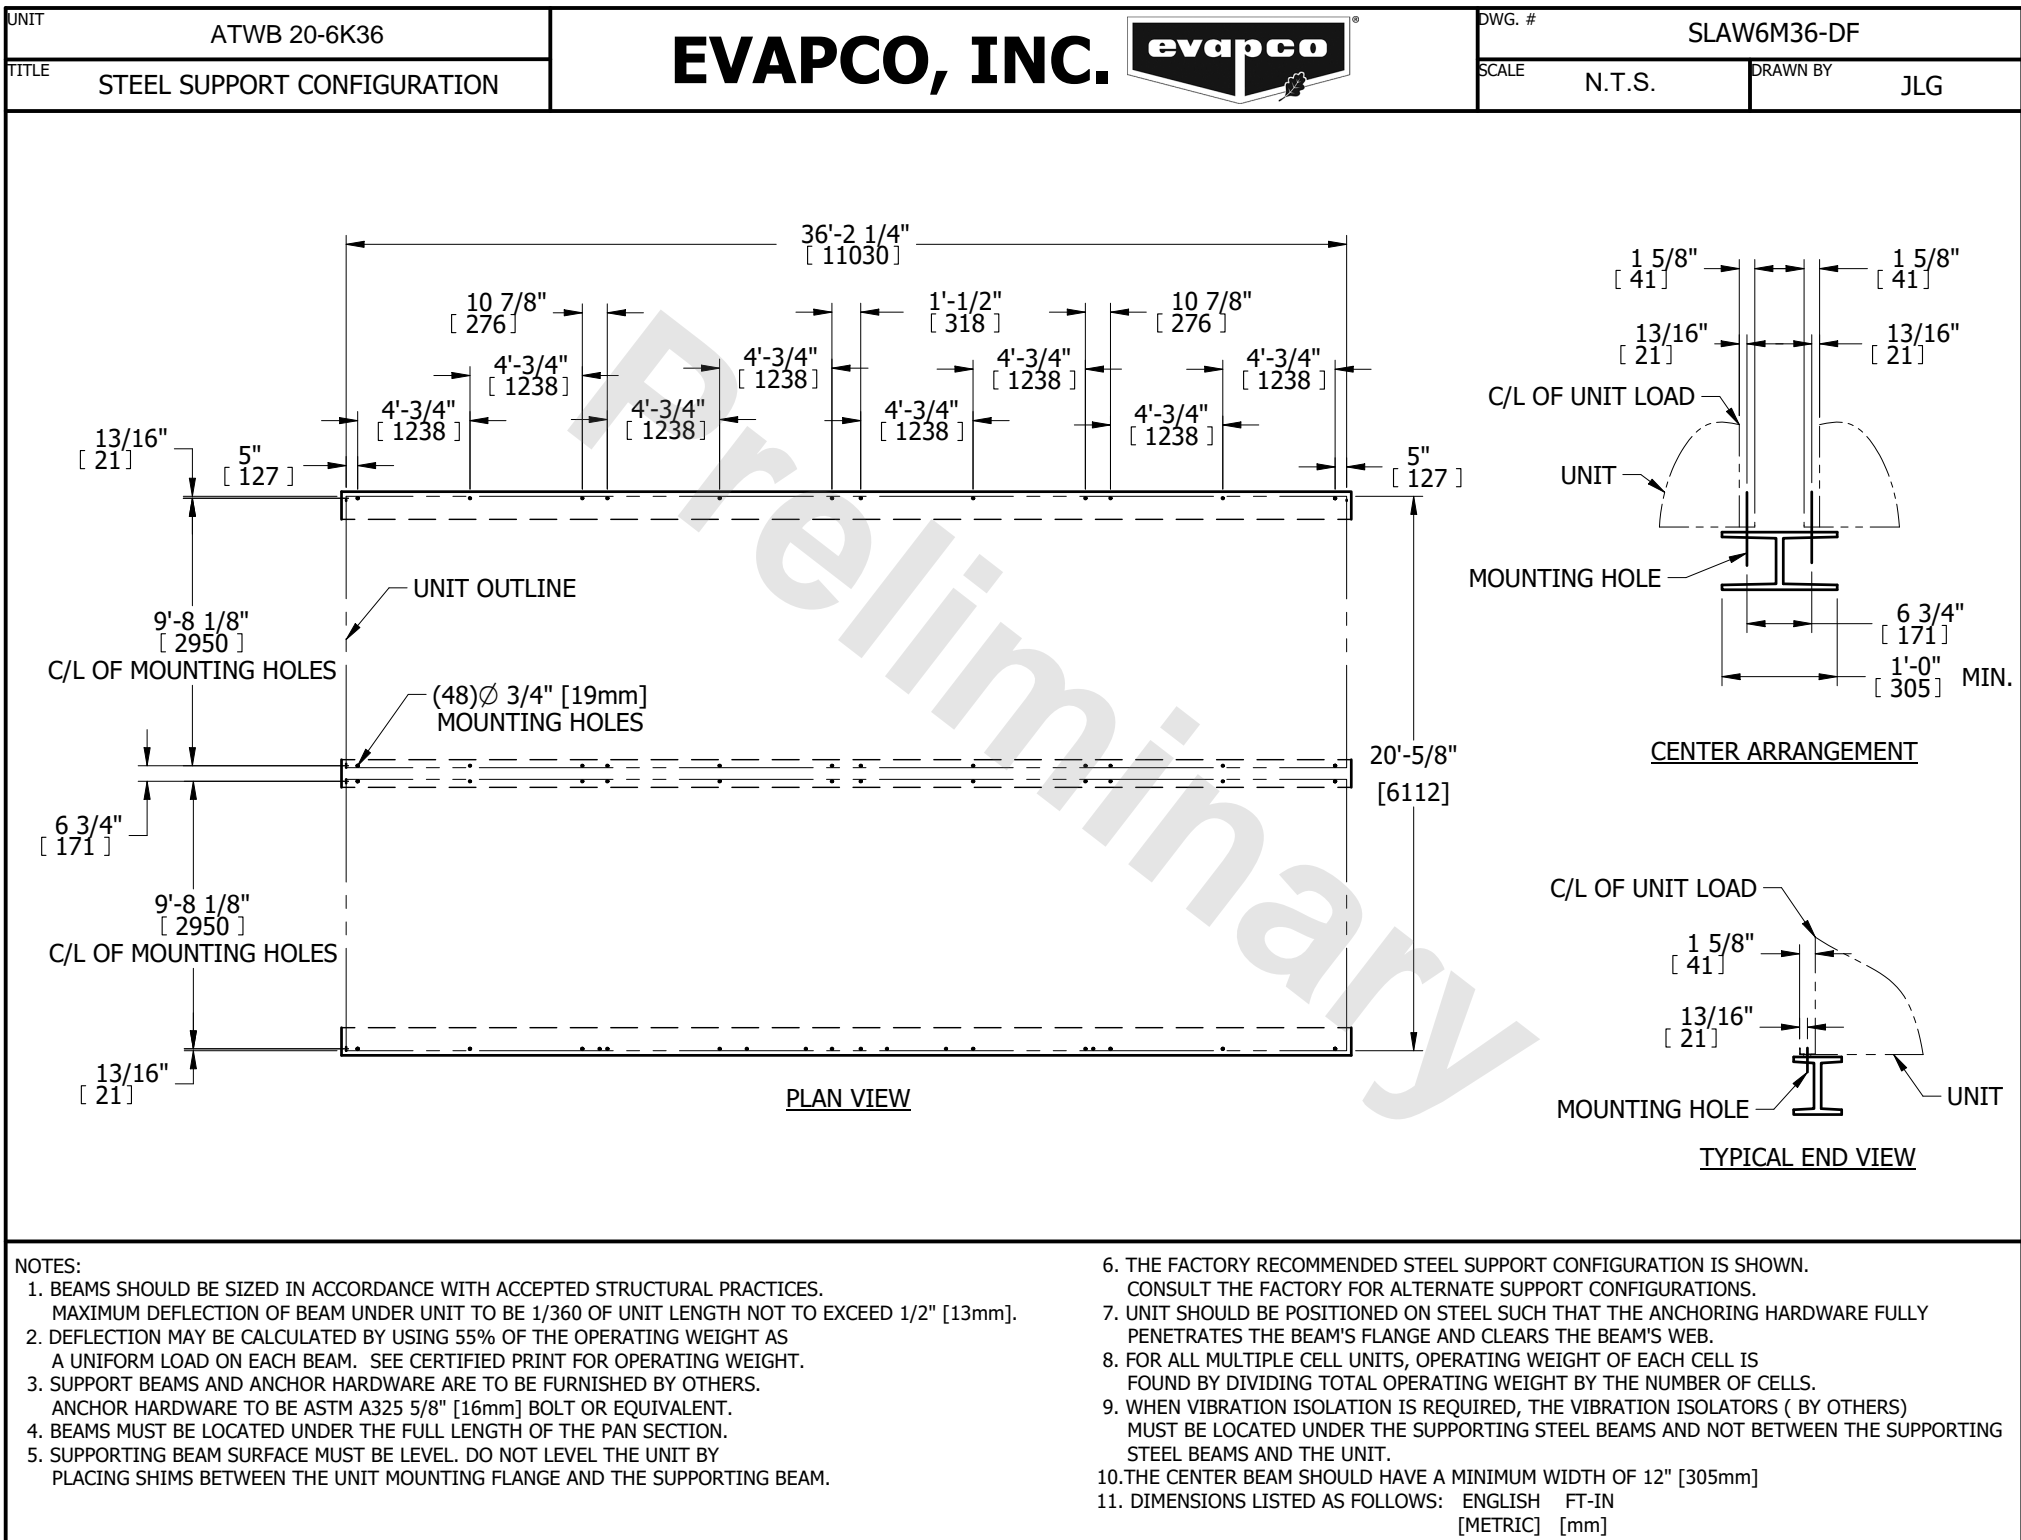 UNIT
ATWB 20-6K36
TITLE
STEEL SUPPORT CONFIGURATION
EVAPCO, INC.
evapco
®
DWG. #
SLAW6M36-DF
SCALE
N.T.S.
DRAWN BY
JLG
36'-2 1/4"
[ 11030 ]
10 7/8"
[ 276 ]
1'-1/2"
[ 318 ]
10 7/8"
[ 276 ]
4'-3/4"
[ 1238 ]
4'-3/4"
[ 1238 ]
4'-3/4"
[ 1238 ]
4'-3/4"
[ 1238 ]
4'-3/4"
[ 1238 ]
4'-3/4"
[ 1238 ]
4'-3/4"
[ 1238 ]
4'-3/4"
[ 1238 ]
13/16"
[ 21 ]
5"
[ 127 ]
5"
[ 127 ]
UNIT OUTLINE
9'-8 1/8"
[ 2950 ]
C/L OF MOUNTING HOLES
(48)Ø 3/4" [19mm]
MOUNTING HOLES
6 3/4"
[ 171 ]
20'-5/8"
[6112]
9'-8 1/8"
[ 2950 ]
C/L OF MOUNTING HOLES
13/16"
[ 21 ]
PLAN VIEW
Preliminary
1 5/8"
[ 41 ]
1 5/8"
[ 41 ]
13/16"
[ 21 ]
13/16"
[ 21 ]
C/L OF UNIT LOAD
UNIT
MOUNTING HOLE
6 3/4"
[ 171 ]
1'-0"
[ 305 ] MIN.
CENTER ARRANGEMENT
C/L OF UNIT LOAD
1 5/8"
[ 41 ]
13/16"
[ 21 ]
MOUNTING HOLE
UNIT
TYPICAL END VIEW
NOTES:
1. BEAMS SHOULD BE SIZED IN ACCORDANCE WITH ACCEPTED STRUCTURAL PRACTICES.
MAXIMUM DEFLECTION OF BEAM UNDER UNIT TO BE 1/360 OF UNIT LENGTH NOT TO EXCEED 1/2" [13mm].
2. DEFLECTION MAY BE CALCULATED BY USING 55% OF THE OPERATING WEIGHT AS
A UNIFORM LOAD ON EACH BEAM. SEE CERTIFIED PRINT FOR OPERATING WEIGHT.
3. SUPPORT BEAMS AND ANCHOR HARDWARE ARE TO BE FURNISHED BY OTHERS.
ANCHOR HARDWARE TO BE ASTM A325 5/8" [16mm] BOLT OR EQUIVALENT.
4. BEAMS MUST BE LOCATED UNDER THE FULL LENGTH OF THE PAN SECTION.
5. SUPPORTING BEAM SURFACE MUST BE LEVEL. DO NOT LEVEL THE UNIT BY
PLACING SHIMS BETWEEN THE UNIT MOUNTING FLANGE AND THE SUPPORTING BEAM.
6. THE FACTORY RECOMMENDED STEEL SUPPORT CONFIGURATION IS SHOWN.
CONSULT THE FACTORY FOR ALTERNATE SUPPORT CONFIGURATIONS.
7. UNIT SHOULD BE POSITIONED ON STEEL SUCH THAT THE ANCHORING HARDWARE FULLY
PENETRATES THE BEAM'S FLANGE AND CLEARS THE BEAM'S WEB.
8. FOR ALL MULTIPLE CELL UNITS, OPERATING WEIGHT OF EACH CELL IS
FOUND BY DIVIDING TOTAL OPERATING WEIGHT BY THE NUMBER OF CELLS.
9. WHEN VIBRATION ISOLATION IS REQUIRED, THE VIBRATION ISOLATORS ( BY OTHERS)
MUST BE LOCATED UNDER THE SUPPORTING STEEL BEAMS AND NOT BETWEEN THE SUPPORTING
STEEL BEAMS AND THE UNIT.
10.THE CENTER BEAM SHOULD HAVE A MINIMUM WIDTH OF 12" [305mm]
11. DIMENSIONS LISTED AS FOLLOWS: ENGLISH FT-IN
[METRIC] [mm]